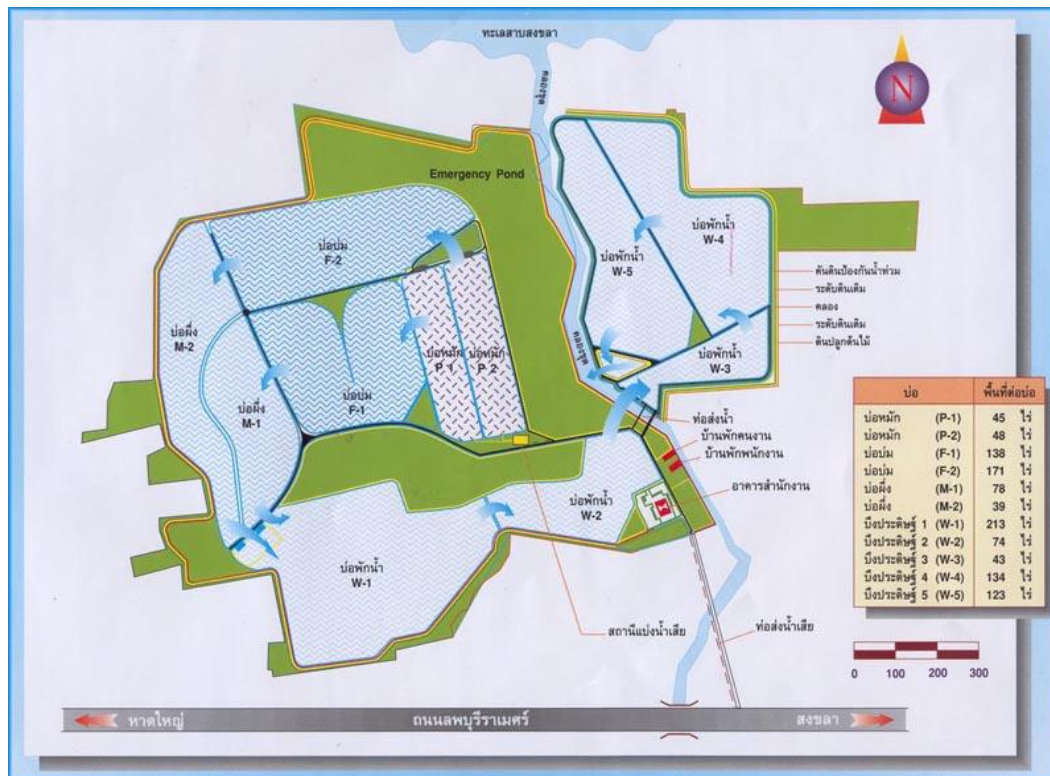 ทะเลสาบสงขลา
คลองขุด
N
Emergency Pond
บ่อบ่ม
F-2
บ่อพักน้ำ
W-4
บ่อพักน้ำ
W-5
บ่อผึ่ง
M-2
บ่อหมัก
P-1
บ่อหมัก
P-2
บ่อบ่ม
F-1
บ่อผึ่ง
M-1
คลองขุด
บ่อพักน้ำ
W-3
คันดินป้องกันน้ำท่วม
ระดับดินเดิม
คลอง
ระดับดินเดิม
ดินปลูกต้นไม้
ท่อส่งน้ำ
บ้านพักคนงาน
บ้านพักพนักงาน
อาคารสำนักงาน
บ่อพักน้ำ
W-2
บ่อพักน้ำ
W-1
สถานีแบ่งน้ำเสีย
ท่อส่งน้ำเสีย
บ่อ พื้นที่ต่อบ่อ
บ่อหมัก (P-1) 45 ไร่
บ่อหมัก (P-2) 48 ไร่
บ่อบ่ม (F-1) 138 ไร่
บ่อบ่ม (F-2) 171 ไร่
บ่อผึ่ง (M-1) 78 ไร่
บ่อผึ่ง (M-2) 39 ไร่
บึงประดิษฐ์ 1 (W-1) 213 ไร่
บึงประดิษฐ์ 2 (W-2) 74 ไร่
บึงประดิษฐ์ 3 (W-3) 43 ไร่
บึงประดิษฐ์ 4 (W-4) 134 ไร่
บึงประดิษฐ์ 5 (W-5) 123 ไร่
0 100 200 300
หาดใหญ่ ถนนลพบุรีราเมศร์ สงขลา